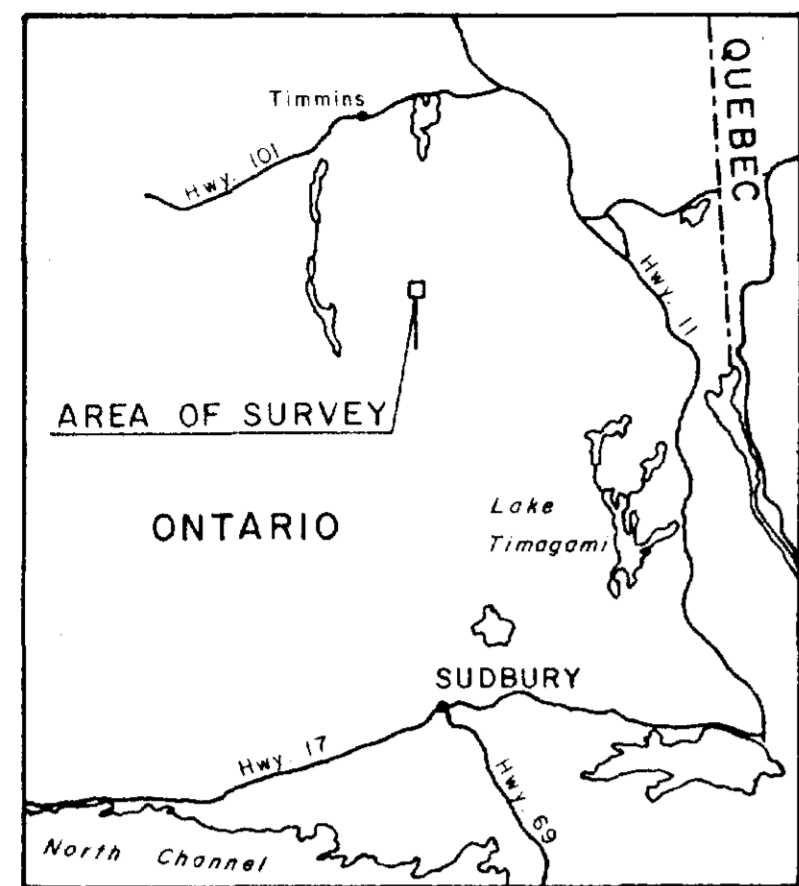 QUEBEC
Timmins
Hwy. 101
Hwy. 11
AREA OF SURVEY
ONTARIO
Lake
Timagami
SUDBURY
Hwy. 17
Hwy. 69
North Channel